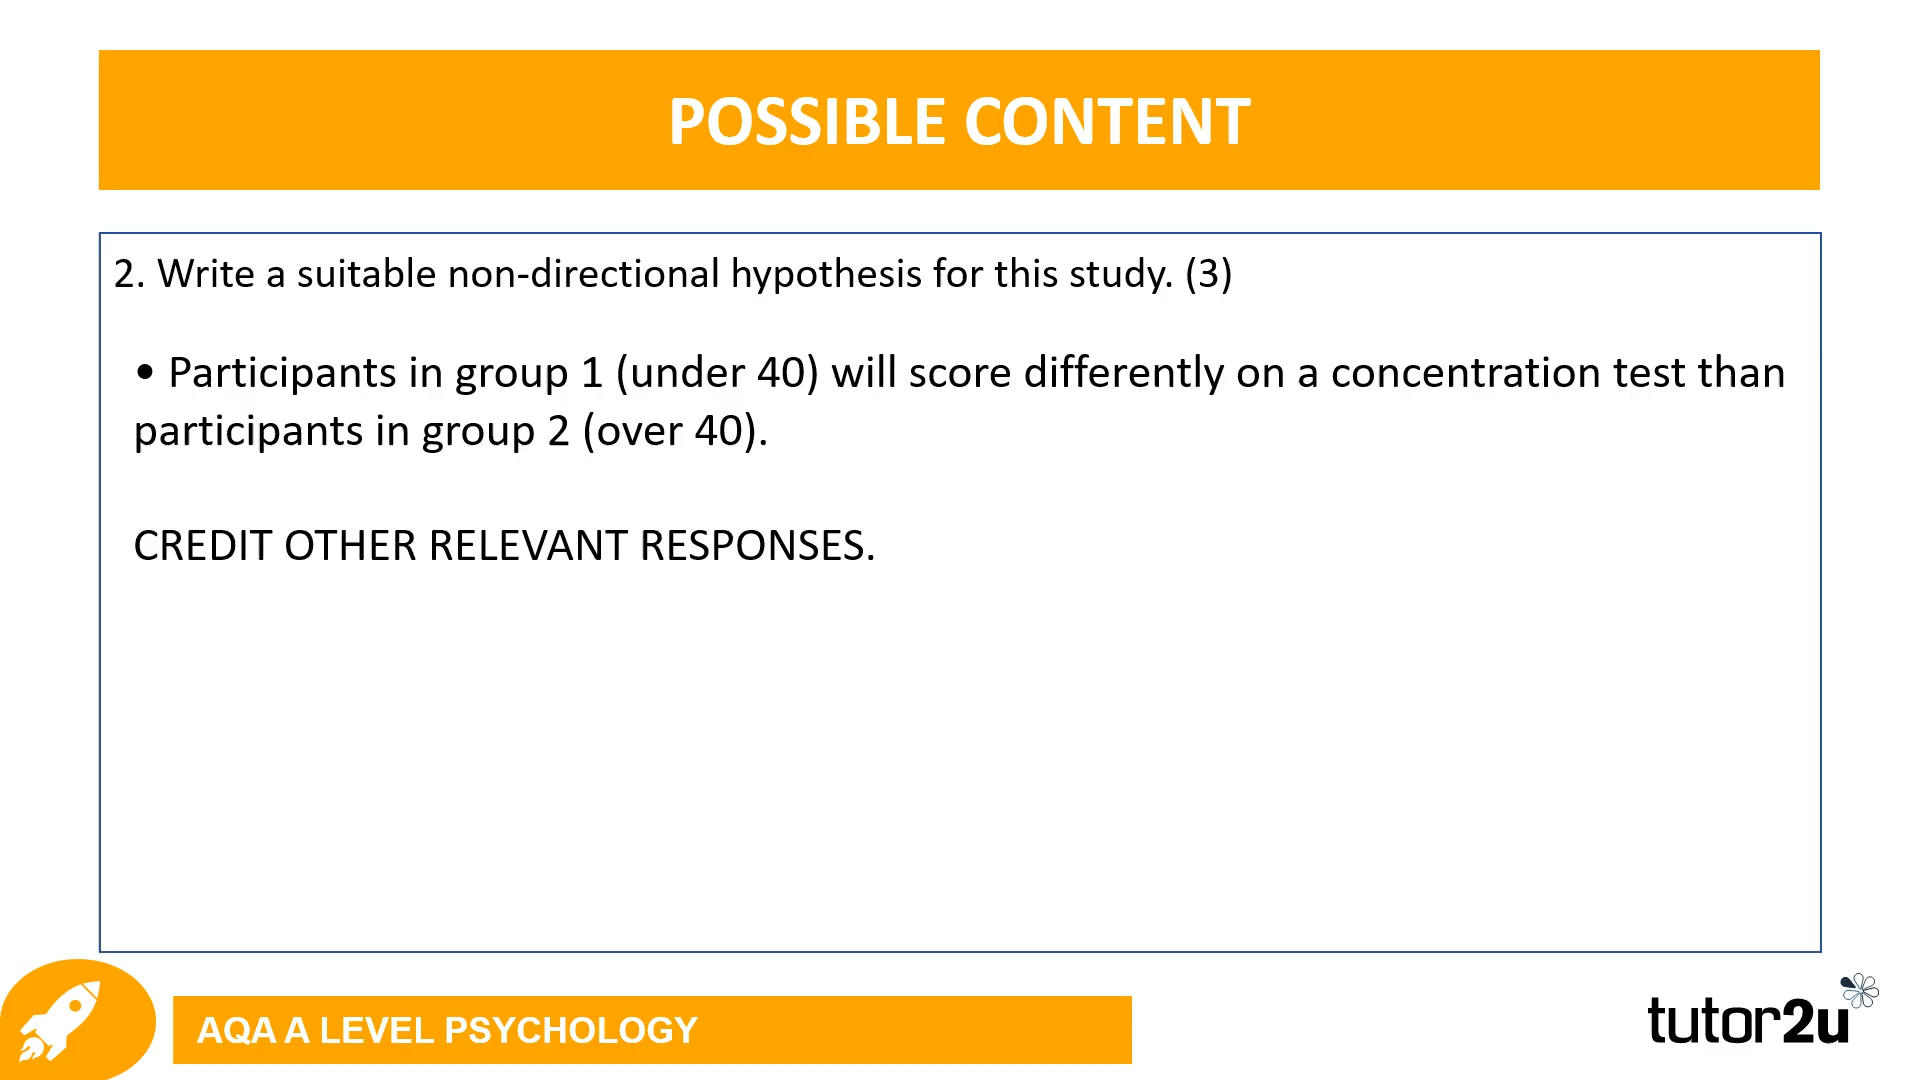 POSSIBLE CONTENT
2. Write a suitable non-directional hypothesis for this study. (3)
• Participants in group 1 (under 40) will score differently on a concentration test than
participants in group 2 (over 40).
CREDIT OTHER RELEVANT RESPONSES.
AQA A LEVEL PSYCHOLOGY
tutor2u